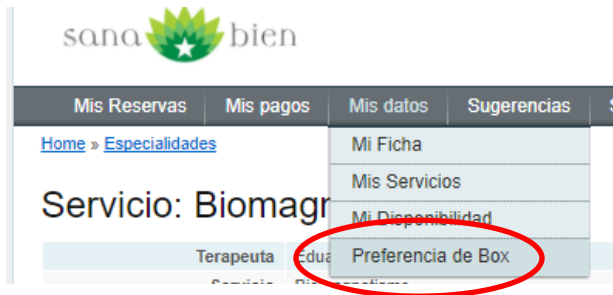 sana bien
Mis Reservas Mis pagos Mis datos Sugerencias
Home » Especialidades
Mi Ficha
Mis Servicios
Servicio:
Mi Disponibilidad
Terapeuta
Preferencia de Box
Servicio